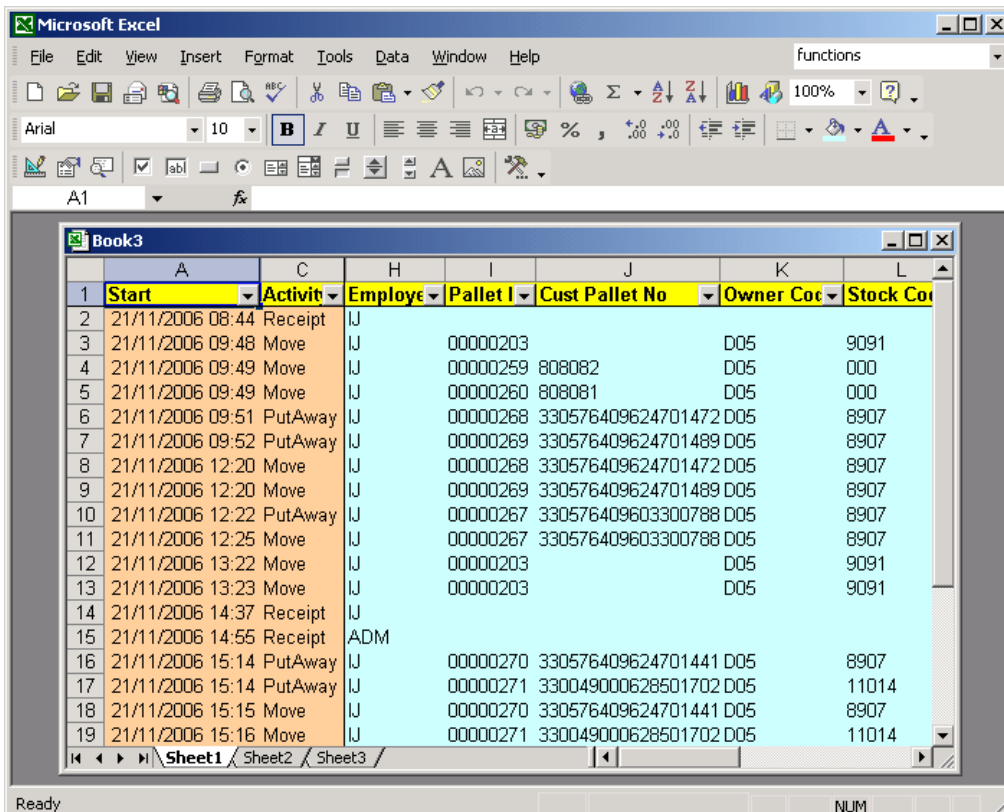 Microsoft Excel
File Edit View Insert Format Tools Data Window Help functions
ABC Σ A Z Z A 100% ?
Arial 10 B I U % , .00 .00 A
ab| A
A1 fx
Book3
A C H I J K L
1 Start Activit Employe Pallet I Cust Pallet No Owner Coc Stock Co
2 21/11/2006 08:44 Receipt IJ
3 21/11/2006 09:48 Move IJ 00000203 D05 9091
4 21/11/2006 09:49 Move IJ 00000259 808082 D05 000
5 21/11/2006 09:49 Move IJ 00000260 808081 D05 000
6 21/11/2006 09:51 PutAway IJ 00000268 330576409624701472 D05 8907
7 21/11/2006 09:52 PutAway IJ 00000269 330576409624701489 D05 8907
8 21/11/2006 12:20 Move IJ 00000268 330576409624701472 D05 8907
9 21/11/2006 12:20 Move IJ 00000269 330576409624701489 D05 8907
10 21/11/2006 12:22 PutAway IJ 00000267 330576409603300788 D05 8907
11 21/11/2006 12:25 Move IJ 00000267 330576409603300788 D05 8907
12 21/11/2006 13:22 Move IJ 00000203 D05 9091
13 21/11/2006 13:23 Move IJ 00000203 D05 9091
14 21/11/2006 14:37 Receipt IJ
15 21/11/2006 14:55 Receipt ADM
16 21/11/2006 15:14 PutAway IJ 00000270 330576409624701441 D05 8907
17 21/11/2006 15:14 PutAway IJ 00000271 330049000628501702 D05 11014
18 21/11/2006 15:15 Move IJ 00000270 330576409624701441 D05 8907
19 21/11/2006 15:16 Move IJ 00000271 330049000628501702 D05 11014
Sheet1 Sheet2 Sheet3
Ready NUM